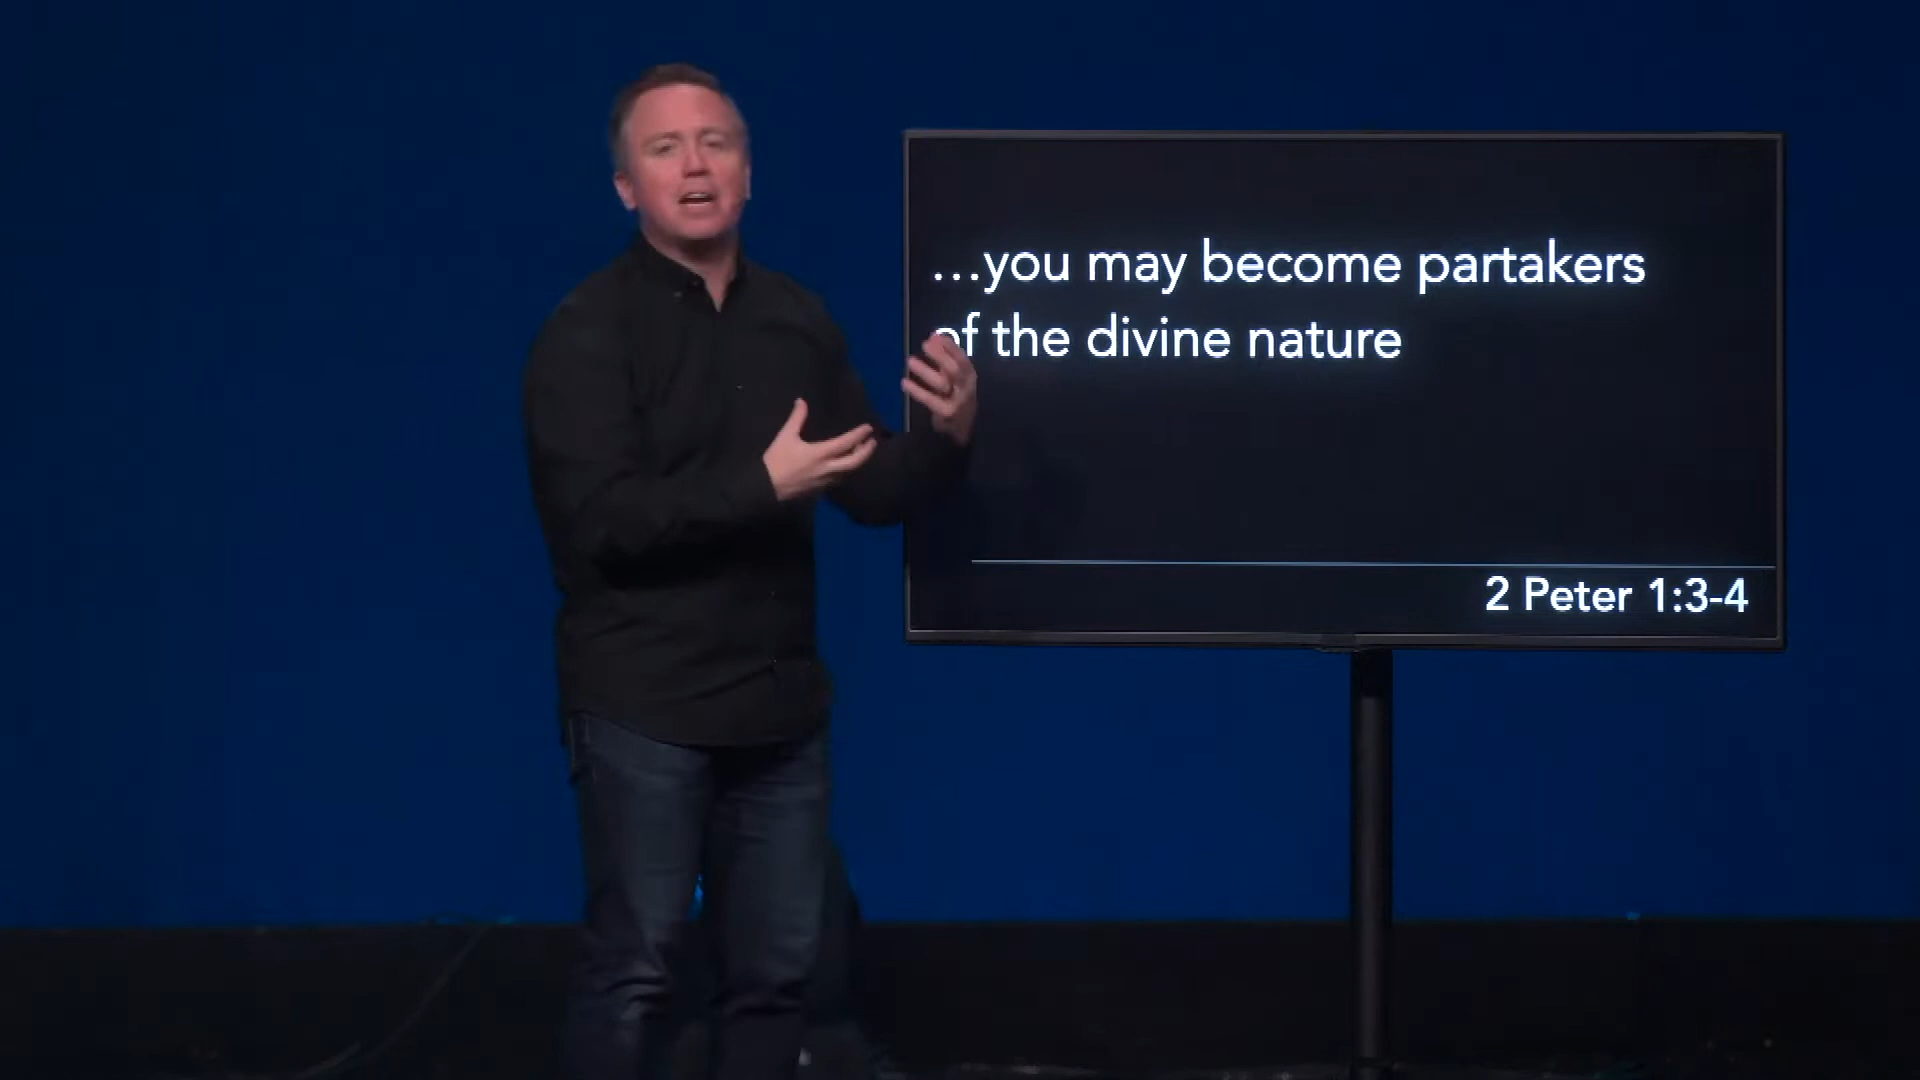 ...you may become partakers
of the divine nature
2 Peter 1:3-4